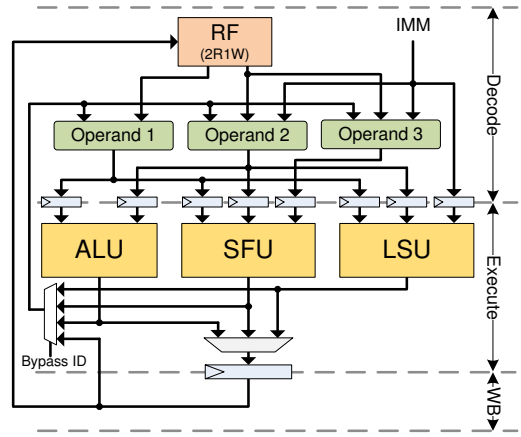 RF
(2R1W)
IMM
Decode
Operand 1
Operand 2
Operand 3
ALU
SFU
LSU
Execute
Bypass ID
WB